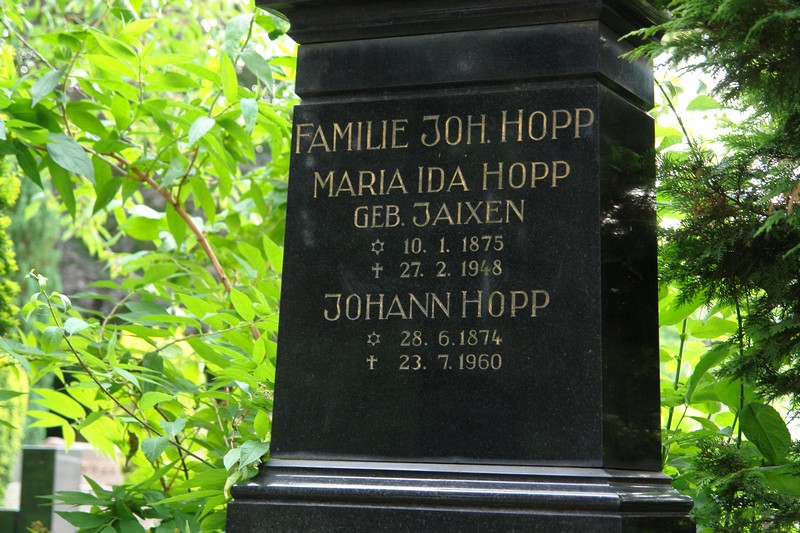 FAMILIE JOH. HOPP
MARIA IDA HOPP
GEB. JAIXEN
✡ 10. 1. 1875
✝ 27. 2. 1948
JOHANN HOPP
✡ 28. 6. 1874
✝ 23. 7. 1960